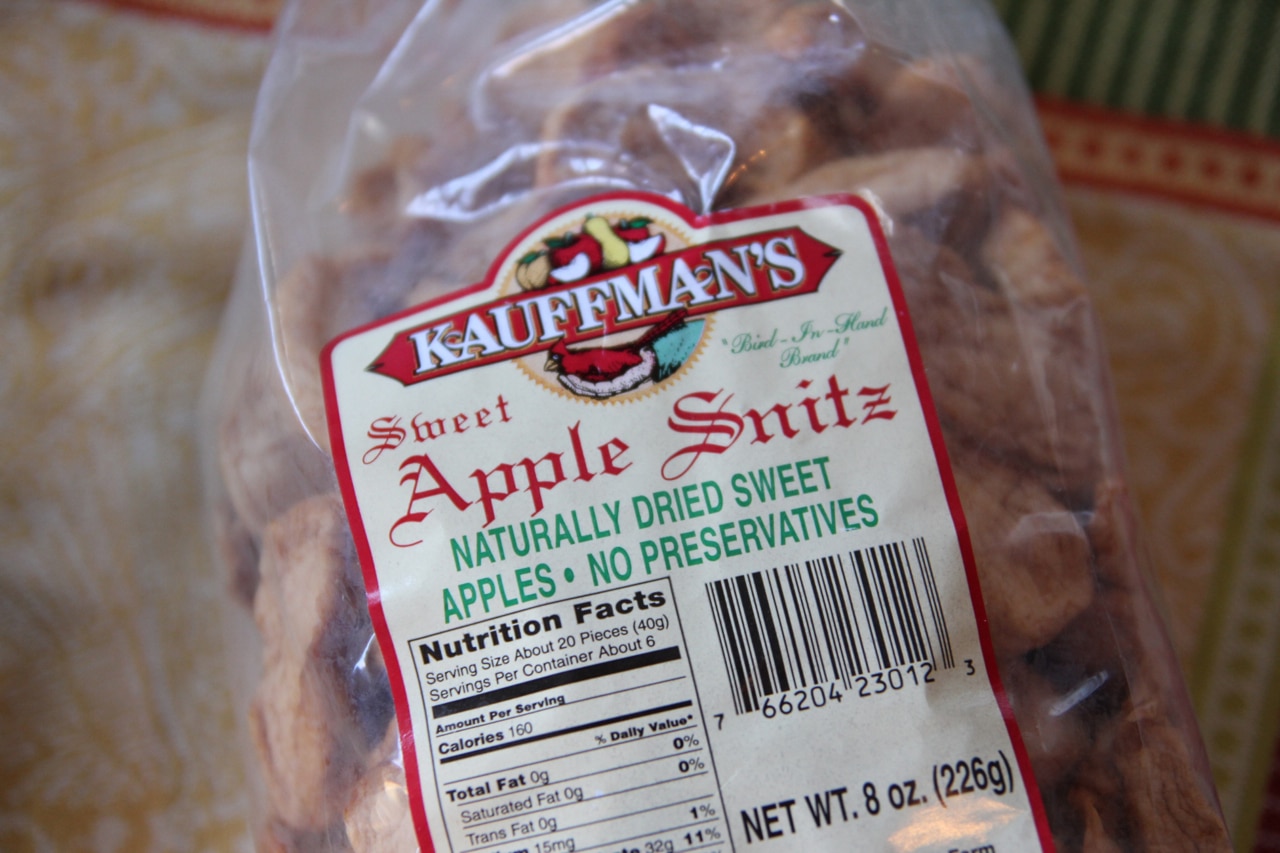 KAUFFMAN'S
"Bird-In-Hand
Brand"
Sweet
Apple Snitz
NATURALLY DRIED SWEET
APPLES • NO PRESERVATIVES
Nutrition Facts
Serving Size About 20 Pieces (40g)
Servings Per Container About 6
Amount Per Serving
Calories 160
% Daily Value*
Total Fat 0g 0%
Saturated Fat 0g 0%
Trans Fat 0g
15mg 1%
32g 11%
7 66204 23012 3
NET WT. 8 oz. (226g)
Farm